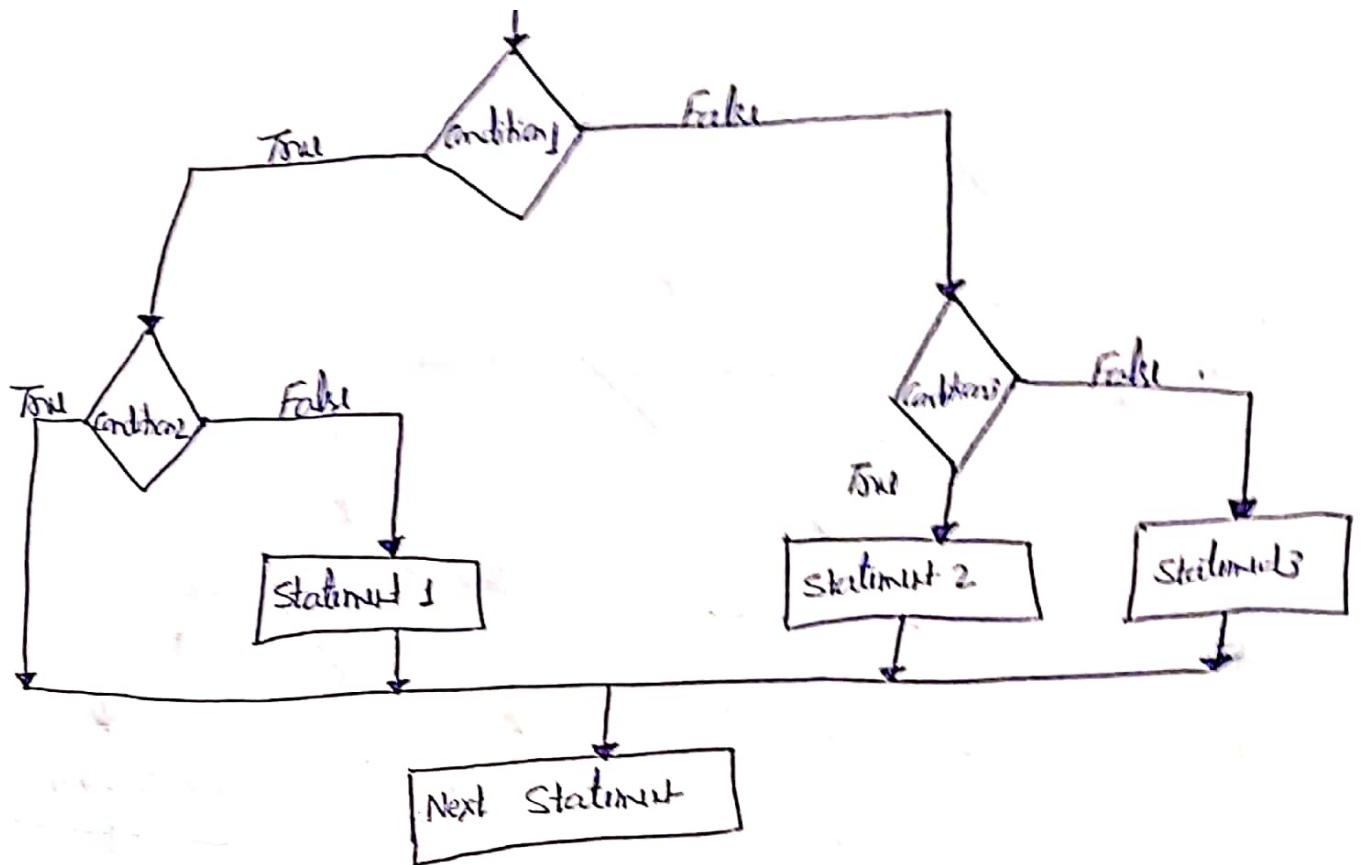 Condition1
True
False
Condition2
True
False
Condition3
True
False
Statement 1
Statement 2
Statement3
Next Statement